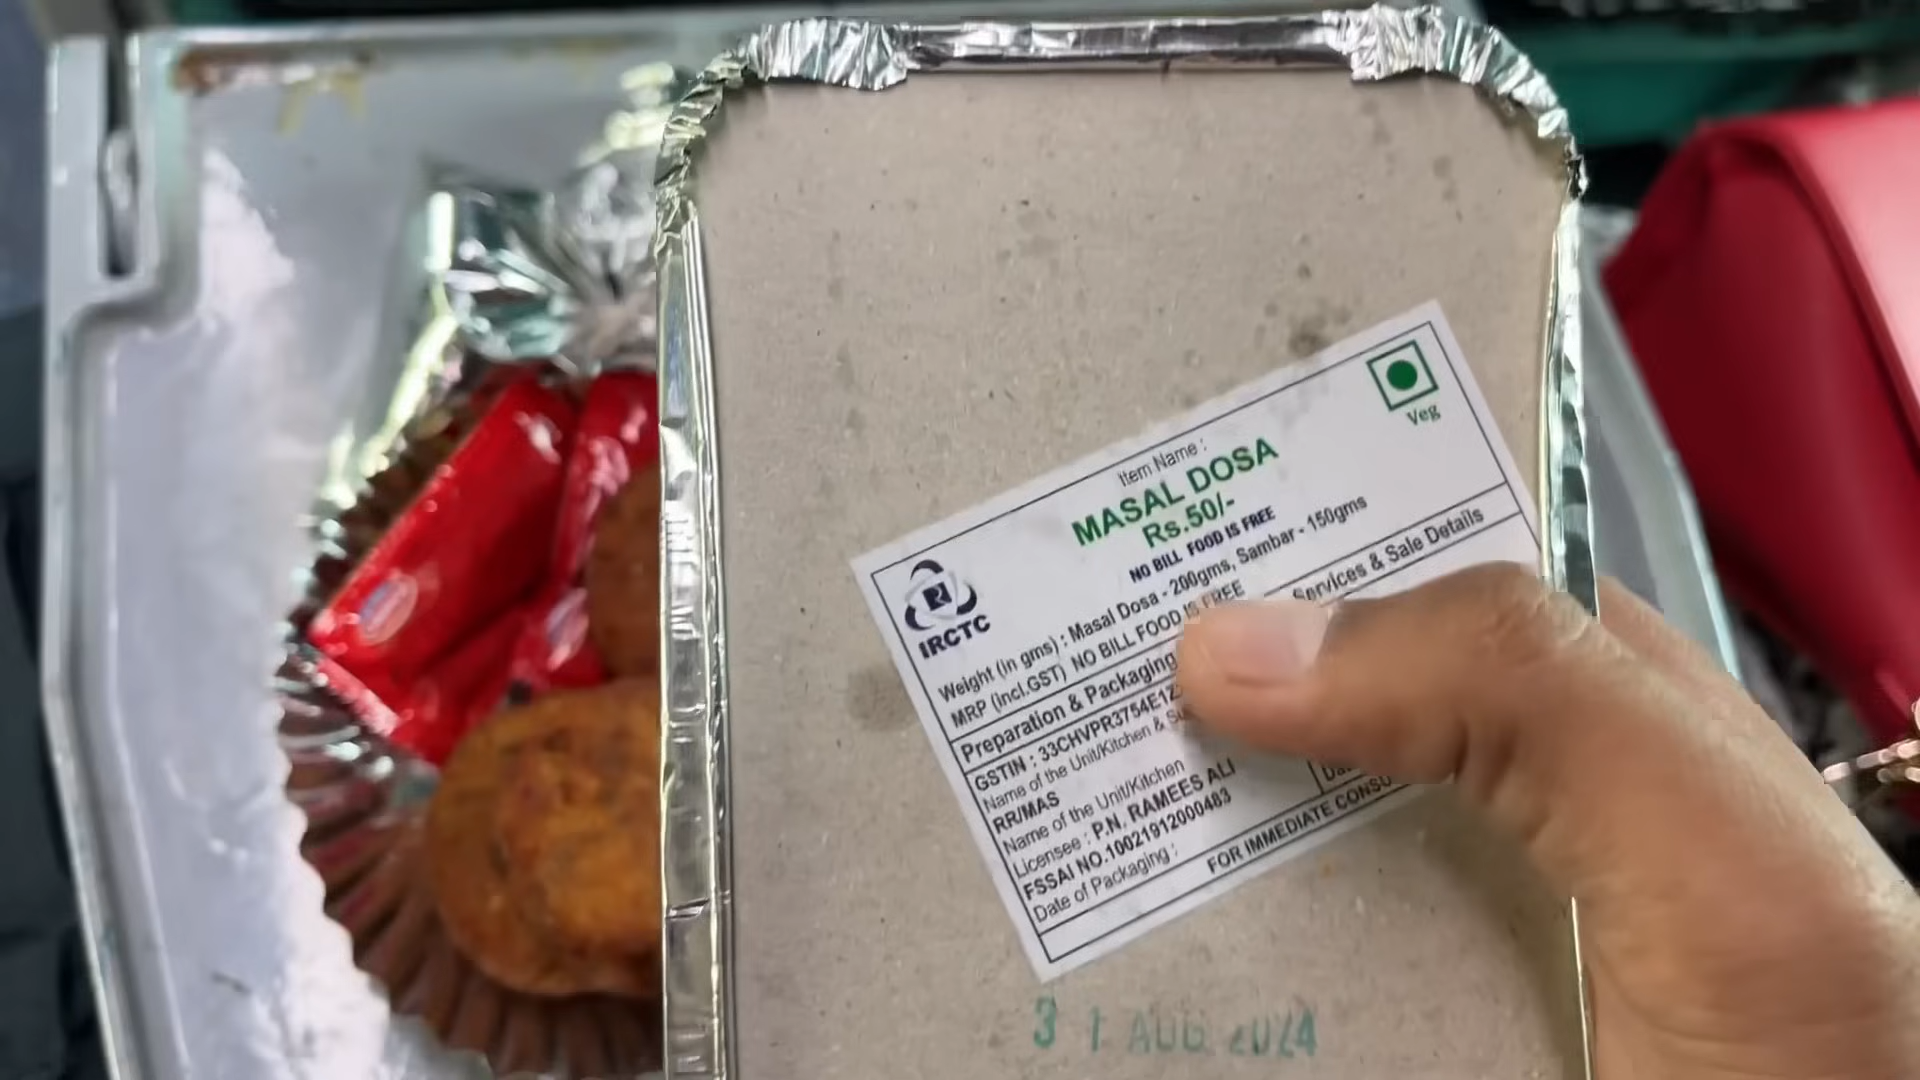 Item Name :
MASAL DOSA
Rs.50/-
NO BILL FOOD IS FREE
Veg
IRCTC
Weight (in gms) : Masal Dosa - 200gms, Sambar - 150gms
MRP (incl.GST) NO BILL FOOD IS FREE
Preparation & Packaging
Services & Sale Details
GSTIN : 33CHVPR3754E1Z
Name of the Unit/Kitchen &
RR/MAS
Name of the Unit/Kitchen
Licensee : P.N. RAMEES ALI
FSSAI NO.10021912000483
Date of Packaging :
FOR IMMEDIATE
31 AUG 2024